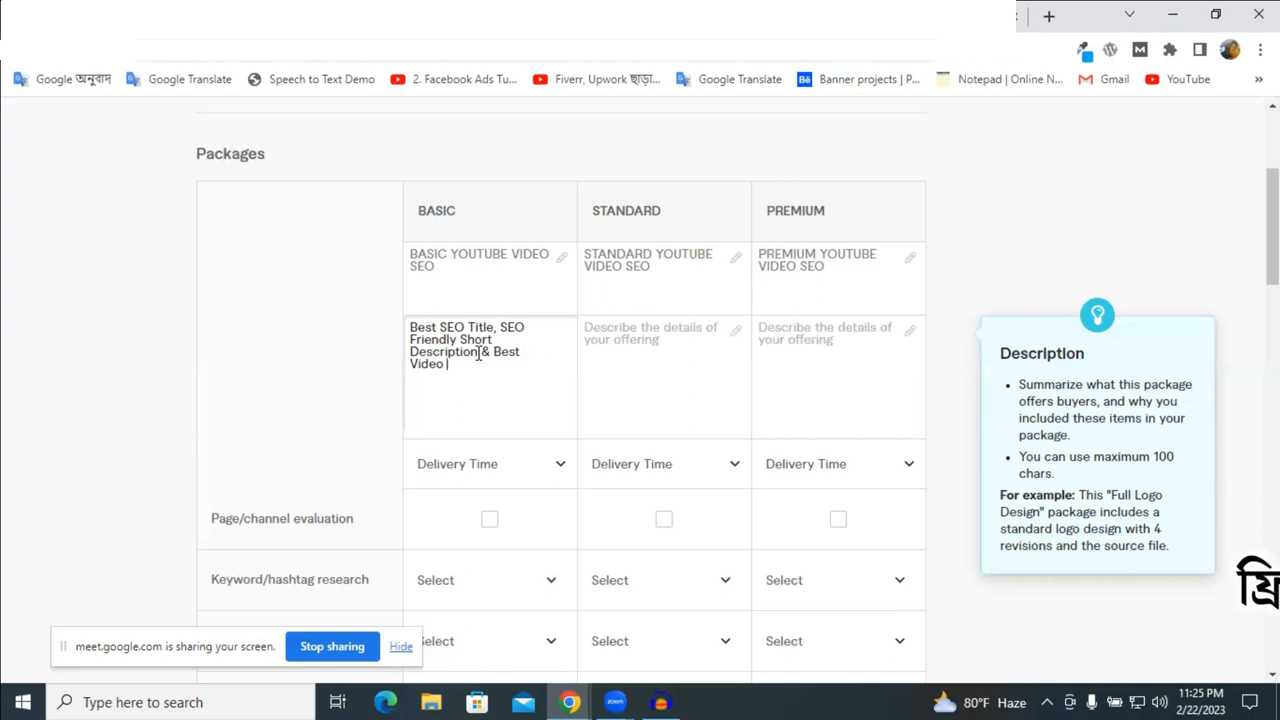 Google অনুবাদ
Google Translate
Speech to Text Demo
2. Facebook Ads Tu...
Fiverr, Upwork ছাড়া...
Google Translate
Bē
Banner projects | P...
Notepad | Online N...
Gmail
YouTube
»
Packages
BASIC
STANDARD
PREMIUM
BASIC YOUTUBE VIDEO
SEO
STANDARD YOUTUBE
VIDEO SEO
PREMIUM YOUTUBE
VIDEO SEO
Best SEO Title, SEO
Friendly Short
Description & Best
Video
Describe the details of
your offering
Describe the details of
your offering
Description
Summarize what this package
offers buyers, and why you
included these items in your
package.
You can use maximum 100
chars.
For example: This "Full Logo
Design" package includes a
standard logo design with 4
revisions and the source file.
Delivery Time
Delivery Time
Delivery Time
Page/channel evaluation
Keyword/hashtag research
Select
Select
Select
ফ্রি
Select
Select
Select
meet.google.com is sharing your screen.
Stop sharing
Hide
Type here to search
zoom
80°F Haze
11:25 PM
2/22/2023